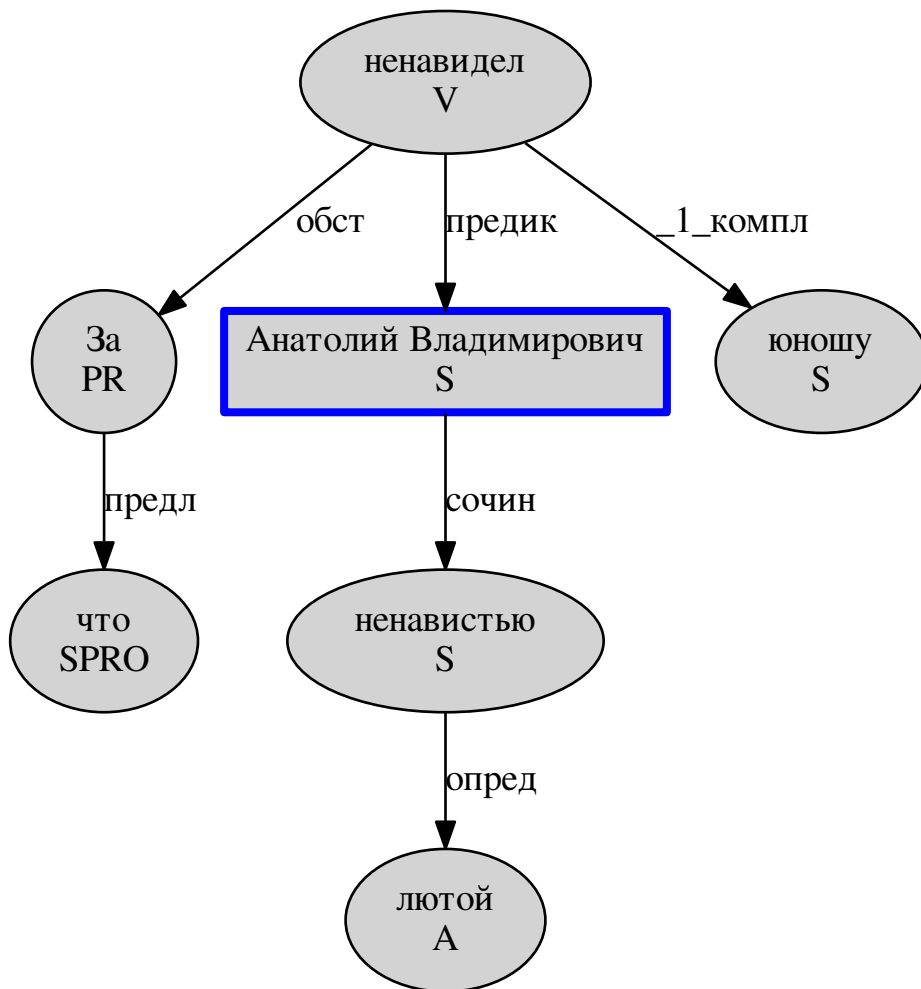 ненавидел
V
обст
предик
_1_компл
За
PR
Анатолий Владимирович
S
юношу
S
предл
сочин
что
SPRO
ненавистью
S
опред
лютой
A